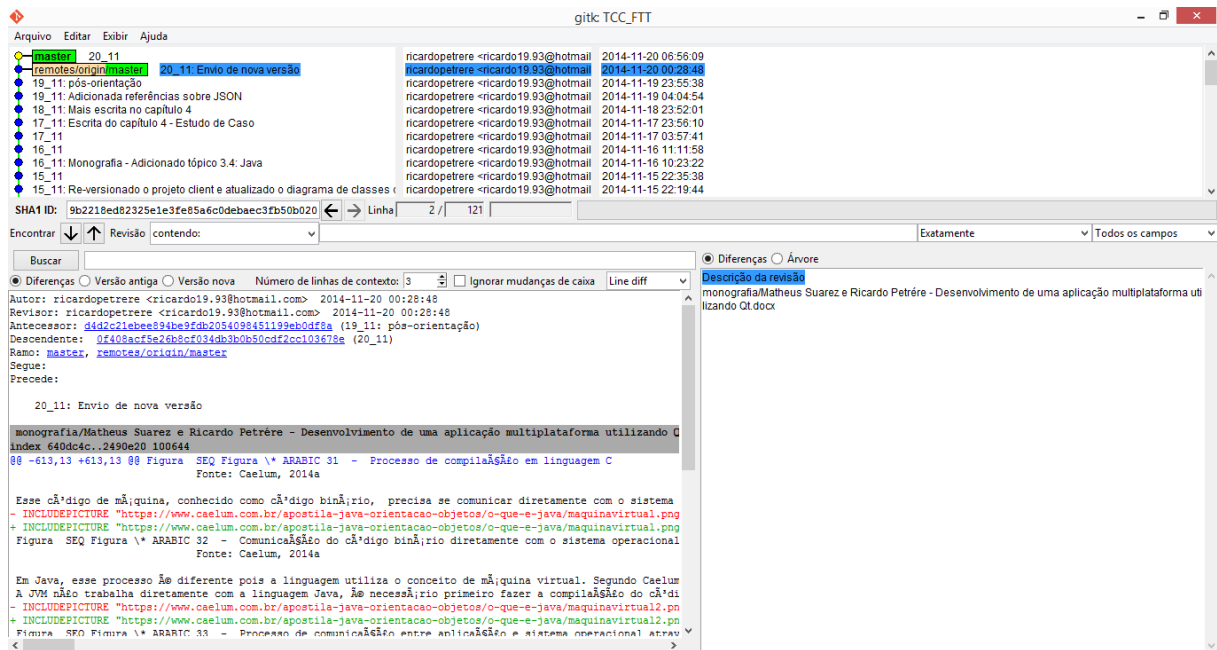 gitk: TCC_FTT
Arquivo Editar Exibir Ajuda
master 20_11 ricardopetrere <ricardo19.93@hotmail 2014-11-20 06:56:09
remotes/origin/master 20_11: Envio de nova versão ricardopetrere <ricardo19.93@hotmail 2014-11-20 00:28:48
19_11: pós-orientação ricardopetrere <ricardo19.93@hotmail 2014-11-19 23:55:38
19_11: Adicionada referências sobre JSON ricardopetrere <ricardo19.93@hotmail 2014-11-19 04:04:54
18_11: Mais escrita no capítulo 4 ricardopetrere <ricardo19.93@hotmail 2014-11-18 23:52:01
17_11: Escrita do capítulo 4 - Estudo de Caso ricardopetrere <ricardo19.93@hotmail 2014-11-17 23:56:10
17_11 ricardopetrere <ricardo19.93@hotmail 2014-11-17 03:57:41
16_11 ricardopetrere <ricardo19.93@hotmail 2014-11-16 11:11:58
16_11: Monografia - Adicionado tópico 3.4: Java ricardopetrere <ricardo19.93@hotmail 2014-11-16 10:23:22
15_11 ricardopetrere <ricardo19.93@hotmail 2014-11-15 22:35:38
15_11: Re-versionado o projeto client e atualizado o diagrama de classes ricardopetrere <ricardo19.93@hotmail 2014-11-15 22:19:44
SHA1 ID: 9b2218ed82325e1e3fe85a6c0debaec3fb50b020 Linha 2 / 121
Encontrar Revisão contendo: Exatamente Todos os campos
Buscar
Diferenças Versão antiga Versão nova Número de linhas de contexto: 3 Ignorar mudanças de caixa Line diff
Autor: ricardopetrere <ricardo19.93@hotmail.com> 2014-11-20 00:28:48
Revisor: ricardopetrere <ricardo19.93@hotmail.com> 2014-11-20 00:28:48
Antecessor: d4d2c21ebee894be9fdb2054098451199eb0df8a (19_11: pós-orientação)
Descendente: 0f408acf5e26b8cf034db3b0b50cdf2cc103678e (20_11)
Ramo: master, remotes/origin/master
Segue:
Precede:
20_11: Envio de nova versão
monografia/Matheus Suarez e Ricardo Petrére - Desenvolvimento de uma aplicação multiplataforma utilizando Q
index 640dc4c..2490e20 100644
@@ -613,13 +613,13 @@ Figura SEQ Figura \* ARABIC 31 - Processo de compilaÃ§Ã£o em linguagem C
Fonte: Caelum, 2014a
Esse cÃ³digo de mÃ¡quina, conhecido como cÃ³digo binÃ¡rio, precisa se comunicar diretamente com o sistema
- INCLUDEPICTURE "https://www.caelum.com.br/apostila-java-orientacao-objetos/o-que-e-java/maquinavirtual.png
+ INCLUDEPICTURE "https://www.caelum.com.br/apostila-java-orientacao-objetos/o-que-e-java/maquinavirtual.png
Figura SEQ Figura \* ARABIC 32 - ComunicaÃ§Ã£o do cÃ³digo binÃ¡rio diretamente com o sistema operacional
Fonte: Caelum, 2014a
Em Java, esse processo Ã© diferente pois a linguagem utiliza o conceito de mÃ¡quina virtual. Segundo Caelum
A JVM nÃ£o trabalha diretamente com a linguagem Java, Ã© necessÃ¡rio primeiro fazer a compilaÃ§Ã£o do cÃ³di
- INCLUDEPICTURE "https://www.caelum.com.br/apostila-java-orientacao-objetos/o-que-e-java/maquinavirtual2.pn
+ INCLUDEPICTURE "https://www.caelum.com.br/apostila-java-orientacao-objetos/o-que-e-java/maquinavirtual2.pn
Figura SEQ Figura \* ARABIC 33 - Processo de comunicaÃ§Ã£o entre aplicaÃ§Ã£o e sistema operacional atrav
Diferenças Árvore
Descrição da revisão
monografia/Matheus Suarez e Ricardo Petrére - Desenvolvimento de uma aplicação multiplataforma uti
lizando Qt.docx